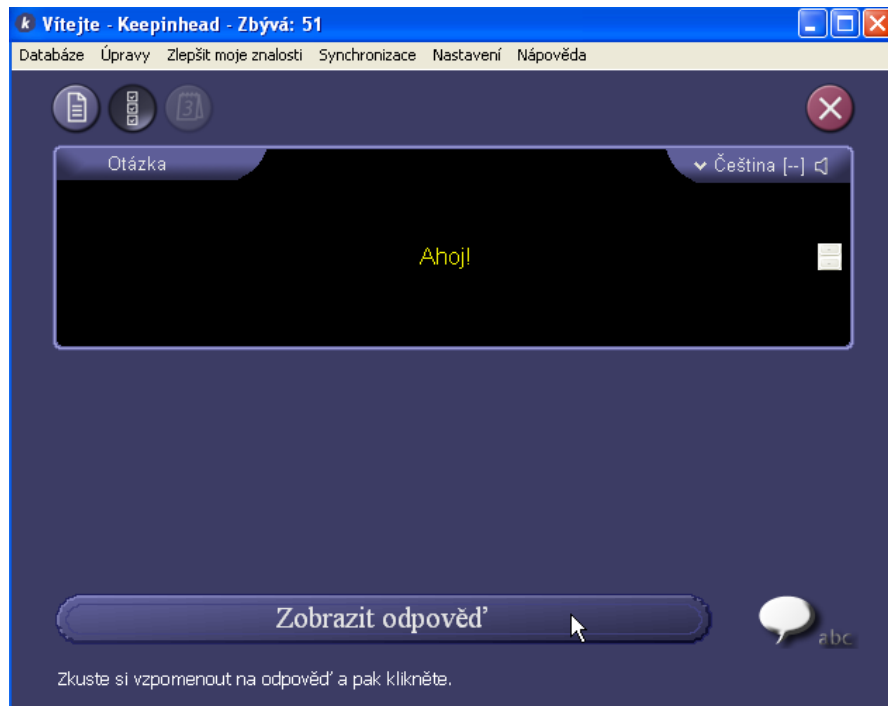 k Vítejte - Keepinhead - Zbývá: 51
Databáze Úpravy Zlepšit moje znalosti Synchronizace Nastavení Nápověda
3
Otázka Čeština [--]
Ahoj!
Zobrazit odpověď
abc
Zkuste si vzpomenout na odpověď a pak klikněte.